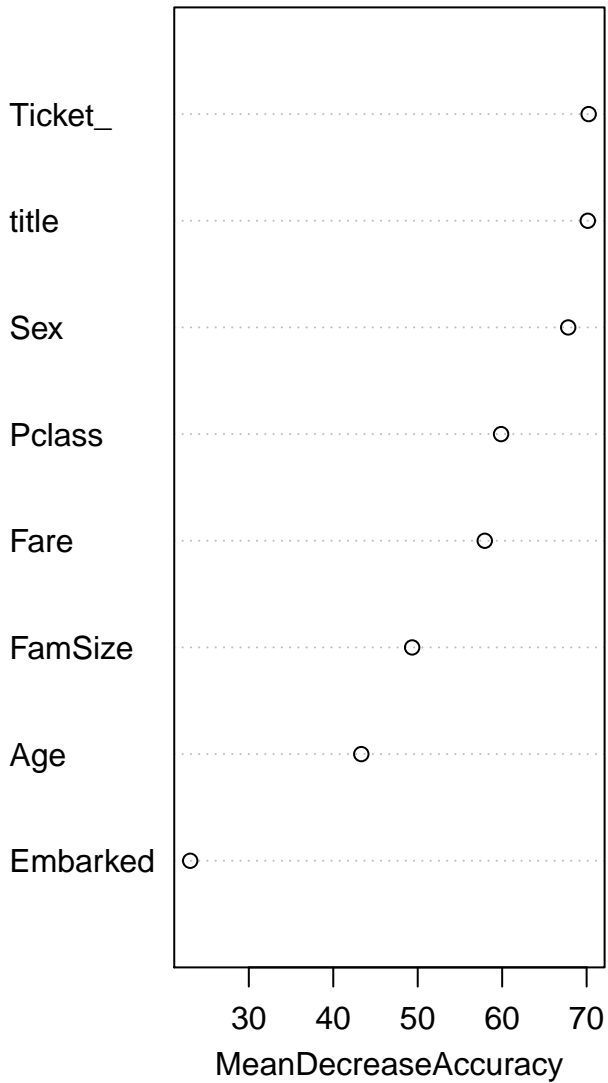 Ticket_
title
Sex
Pclass
Fare
FamSize
Age
Embarked
30 40 50 60 70
MeanDecreaseAccuracy